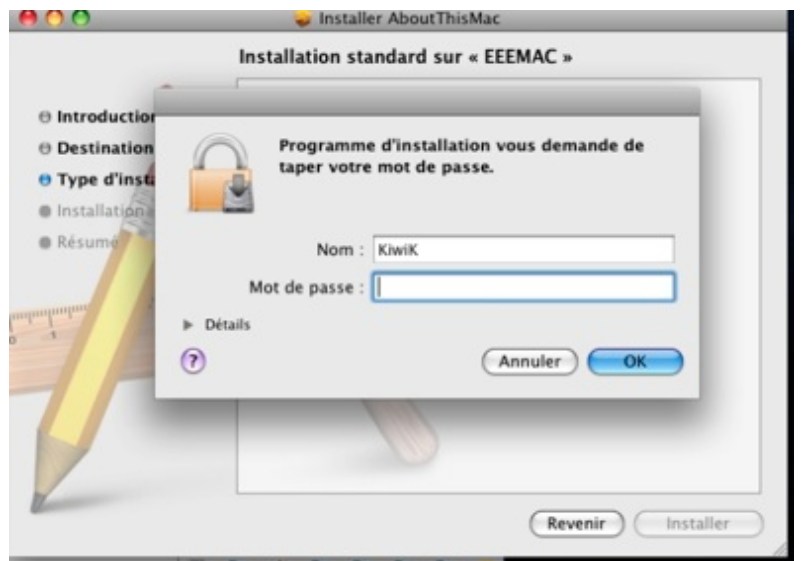 Installer AboutThisMac
Installation standard sur « EEEMAC »
Introduction
Destination
Type d'insta
Installation
Résumé
Programme d'installation vous demande de
taper votre mot de passe.
Nom : KiwiK
Mot de passe :
Détails
?
Annuler OK
Revenir Installer